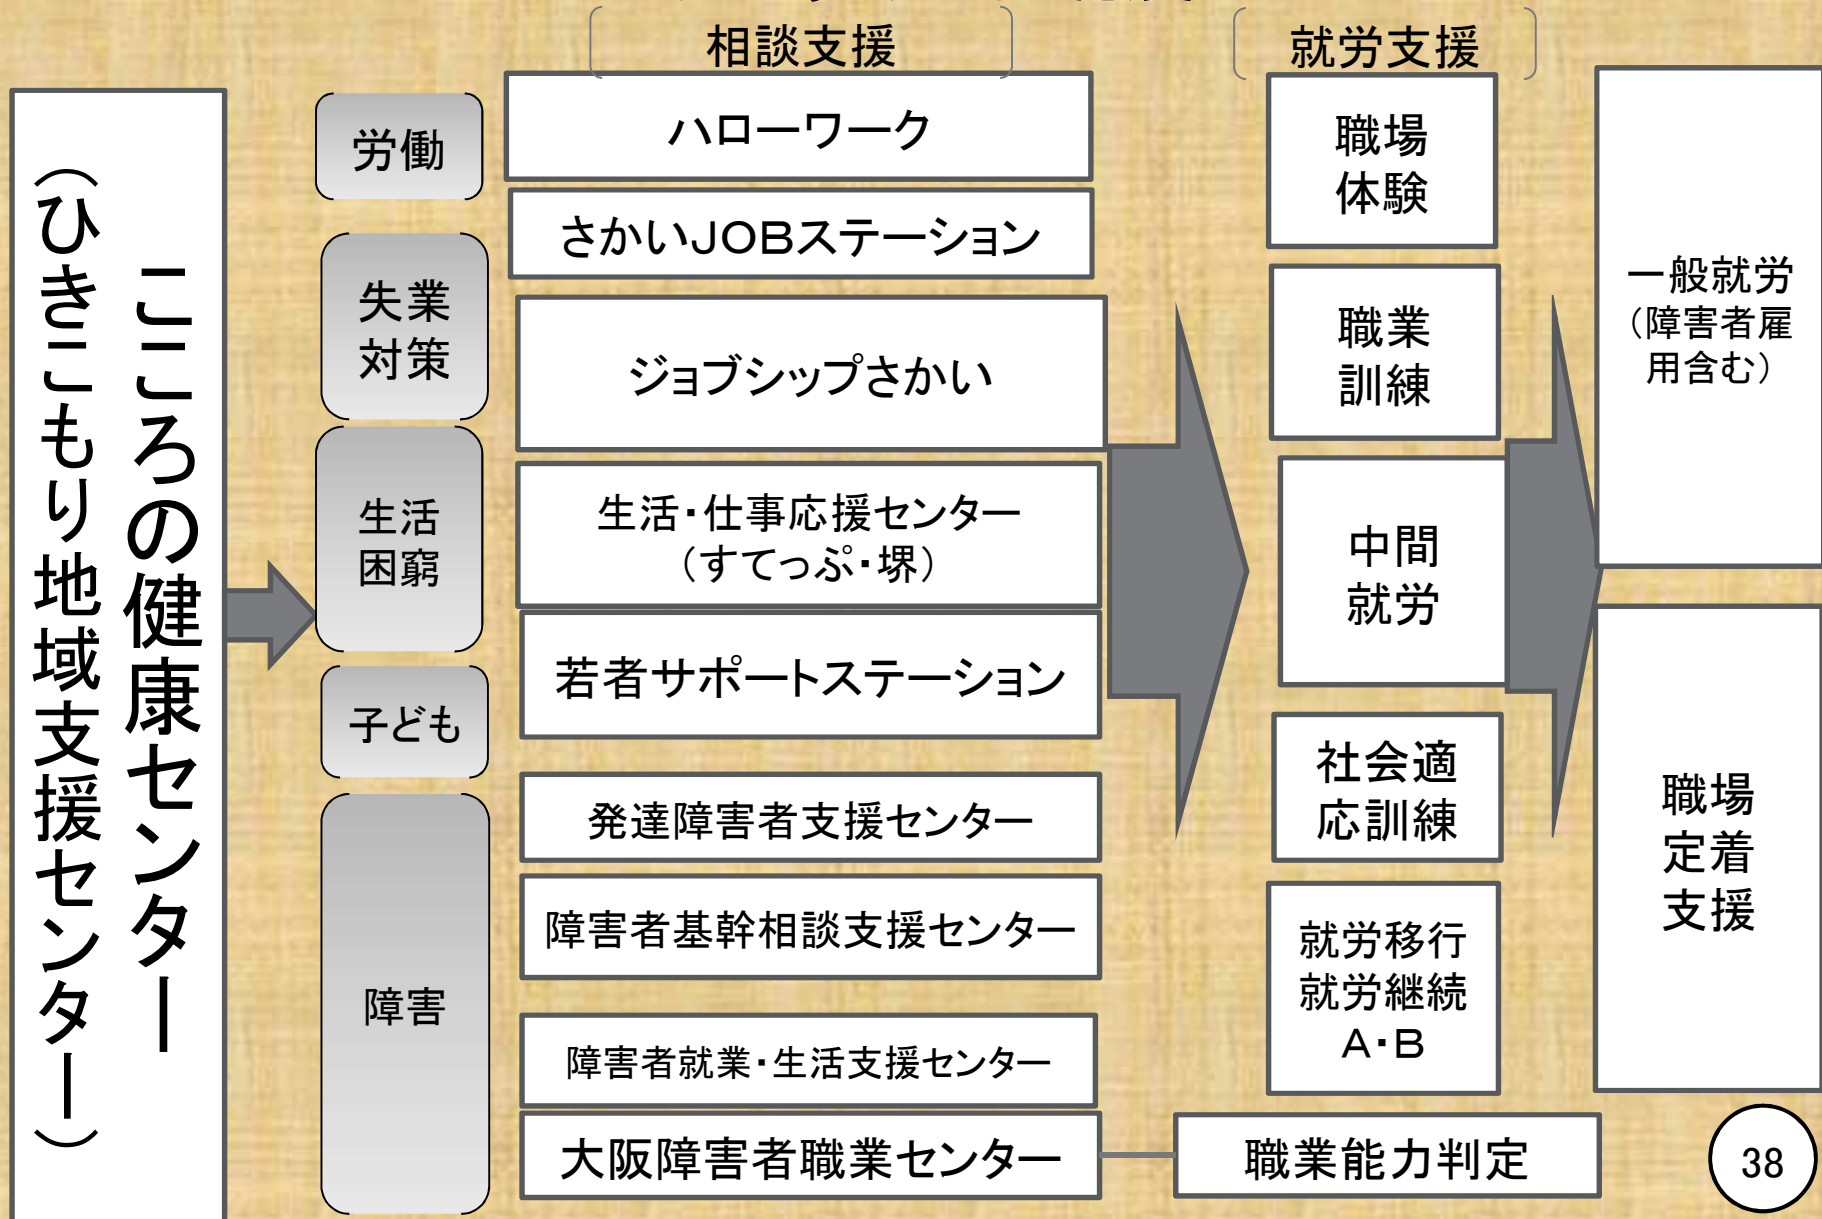 相談支援
就労支援
こころの健康センター
（ひきこもり地域支援センター）
労働
失業
対策
生活
困窮
子ども
障害
ハローワーク
さかいJOBステーション
ジョブシップさかい
生活・仕事応援センター
（すてっぷ・堺）
若者サポートステーション
発達障害者支援センター
障害者基幹相談支援センター
障害者就業・生活支援センター
大阪障害者職業センター
職場
体験
職業
訓練
中間
就労
社会適
応訓練
就労移行
就労継続
A・B
職業能力判定
一般就労
（障害者雇
用含む）
職場
定着
支援
38